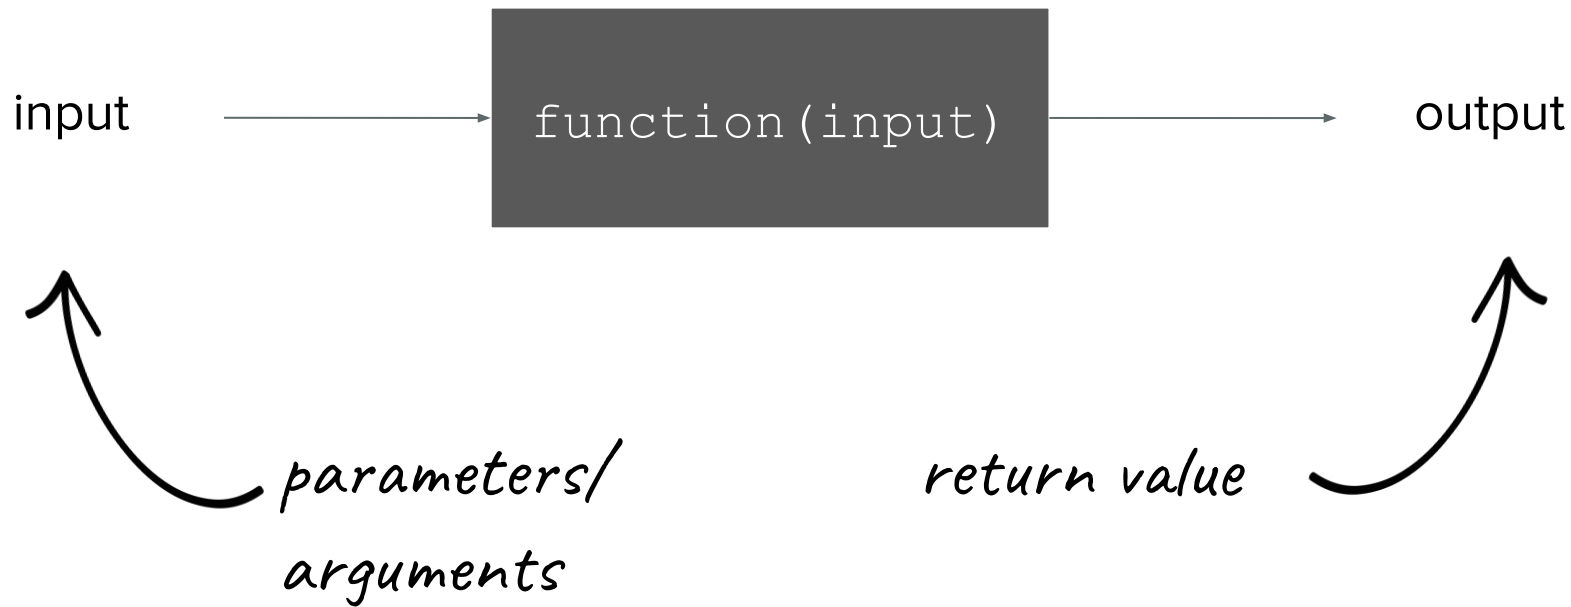 input
function(input)
output
parameters/
arguments
return value